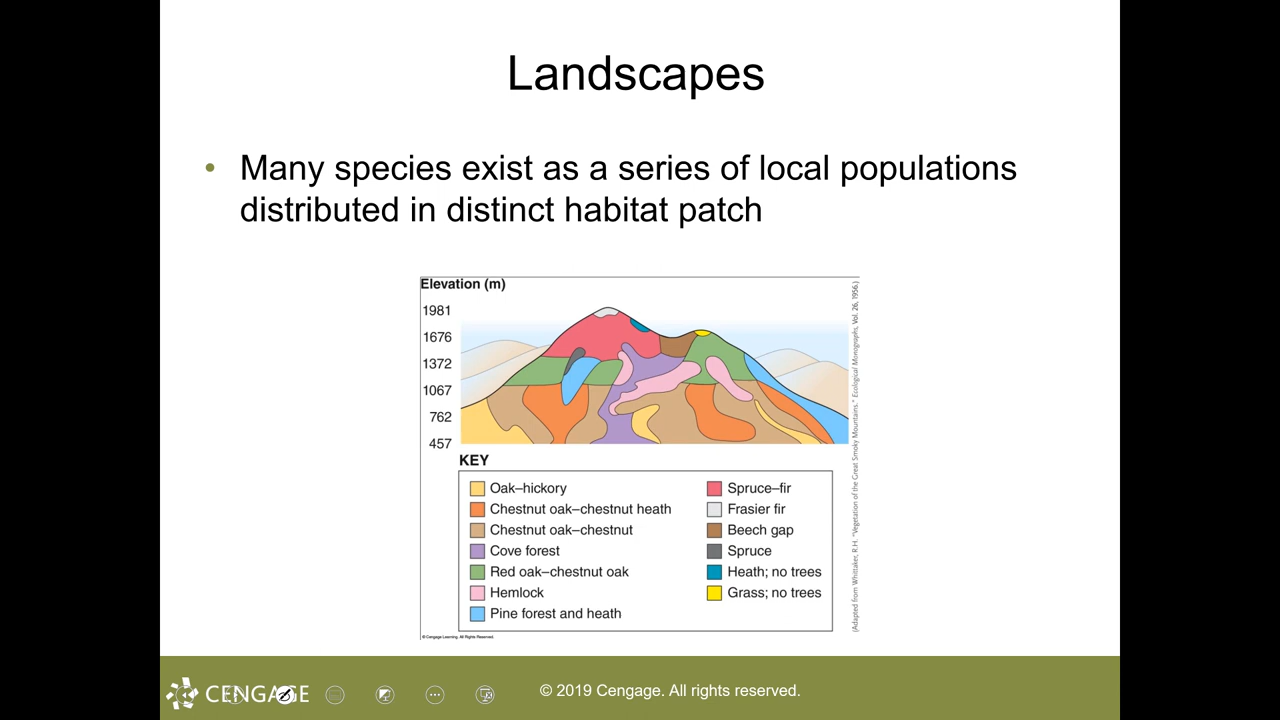 Landscapes
• Many species exist as a series of local populations
distributed in distinct habitat patch
Elevation (m)
1981
1676
1372
1067
762
457
(Adapted from Whittaker, R.H. "Vegetation of the Great Smoky Mountains." Ecological Monographs, Vol. 26, 1956.)
KEY
Oak–hickory
Chestnut oak–chestnut heath
Chestnut oak–chestnut
Cove forest
Red oak–chestnut oak
Hemlock
Pine forest and heath
Spruce–fir
Frasier fir
Beech gap
Spruce
Heath; no trees
Grass; no trees
© Cengage Learning. All Rights Reserved.
CENGAGE
© 2019 Cengage. All rights reserved.